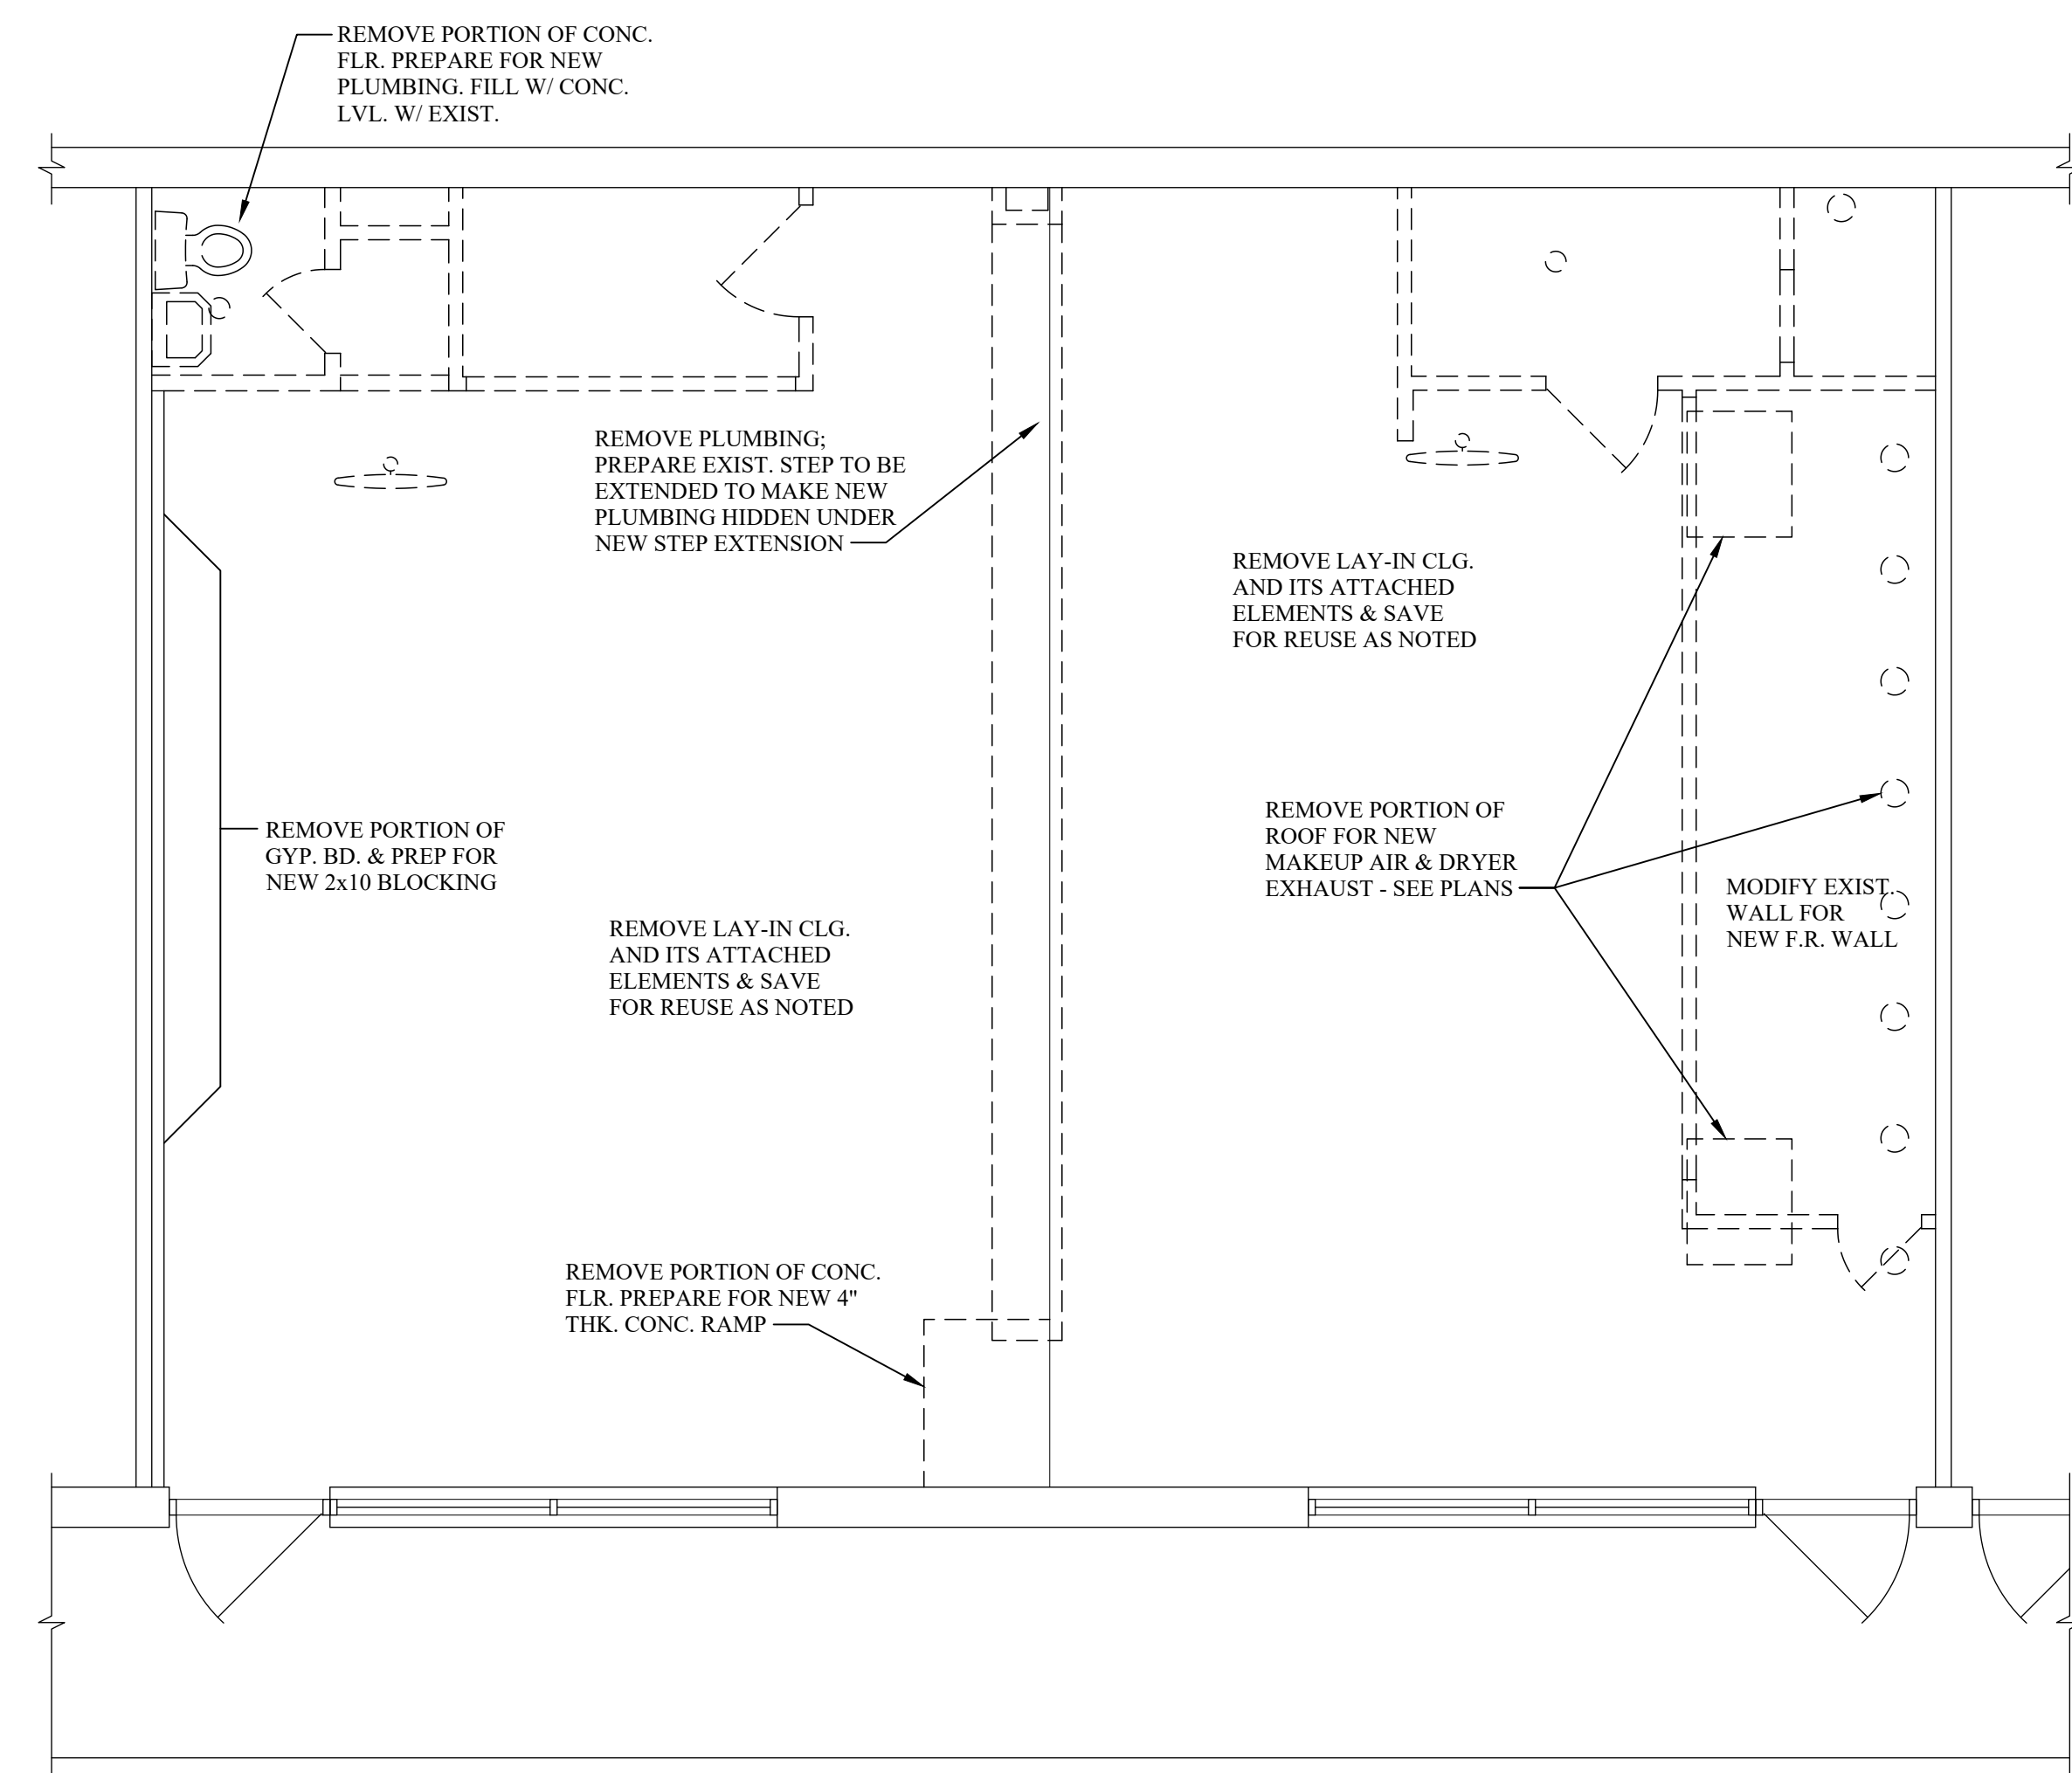 REMOVE PORTION OF CONC.
FLR. PREPARE FOR NEW
PLUMBING. FILL W/ CONC.
LVL. W/ EXIST.
REMOVE PLUMBING;
PREPARE EXIST. STEP TO BE
EXTENDED TO MAKE NEW
PLUMBING HIDDEN UNDER
NEW STEP EXTENSION
REMOVE LAY-IN CLG.
AND ITS ATTACHED
ELEMENTS & SAVE
FOR REUSE AS NOTED
REMOVE PORTION OF
GYP. BD. & PREP FOR
NEW 2x10 BLOCKING
REMOVE PORTION OF
ROOF FOR NEW
MAKEUP AIR & DRYER
EXHAUST - SEE PLANS
MODIFY EXIST.
WALL FOR
NEW F.R. WALL
REMOVE LAY-IN CLG.
AND ITS ATTACHED
ELEMENTS & SAVE
FOR REUSE AS NOTED
REMOVE PORTION OF CONC.
FLR. PREPARE FOR NEW 4"
THK. CONC. RAMP